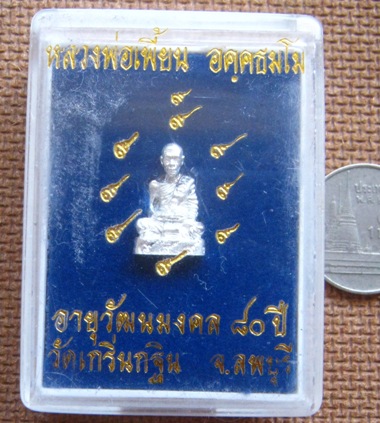 หลวงพ่อเพี้ยน อคฺคธมฺโม
อายุวัฒนมงคล ๘๐ ปี
วัดเกริ่นกฐิน จ.ลพบุรี